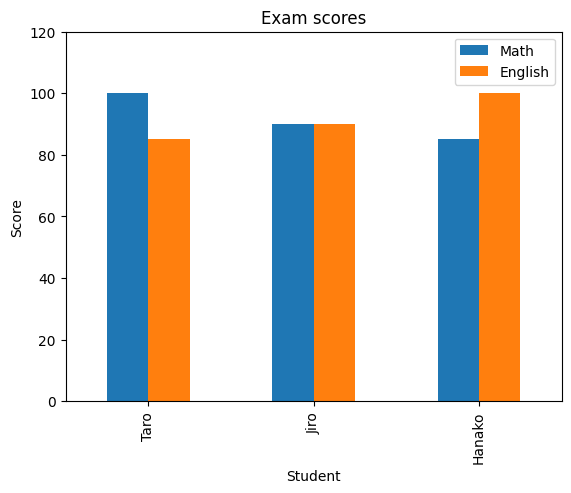 Exam scores
Math
English
120
100
80
60
40
20
0
Score
Taro
Jiro
Hanako
Student